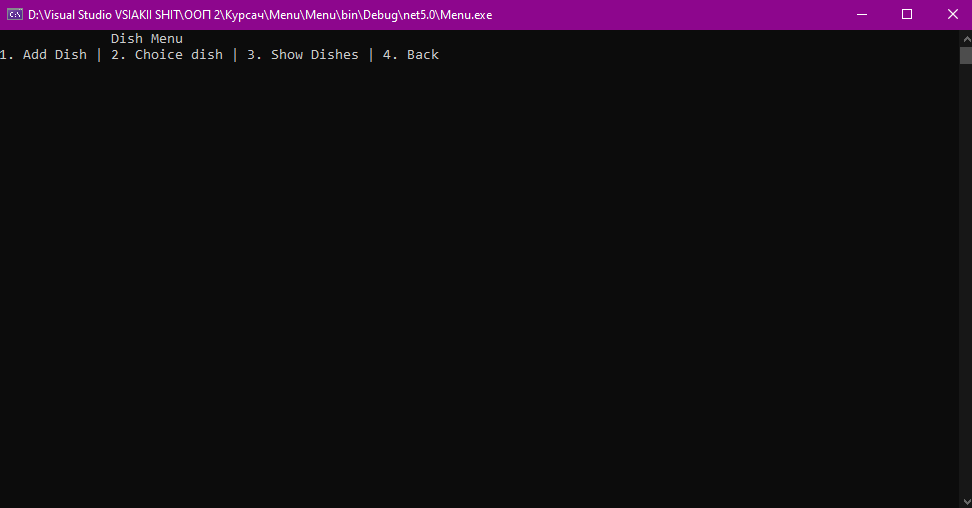 D:\Visual Studio VSIAKII SHIT\ООП 2\Курсач\Menu\Menu\bin\Debug\net5.0\Menu.exe
Dish Menu
1. Add Dish | 2. Choice dish | 3. Show Dishes | 4. Back